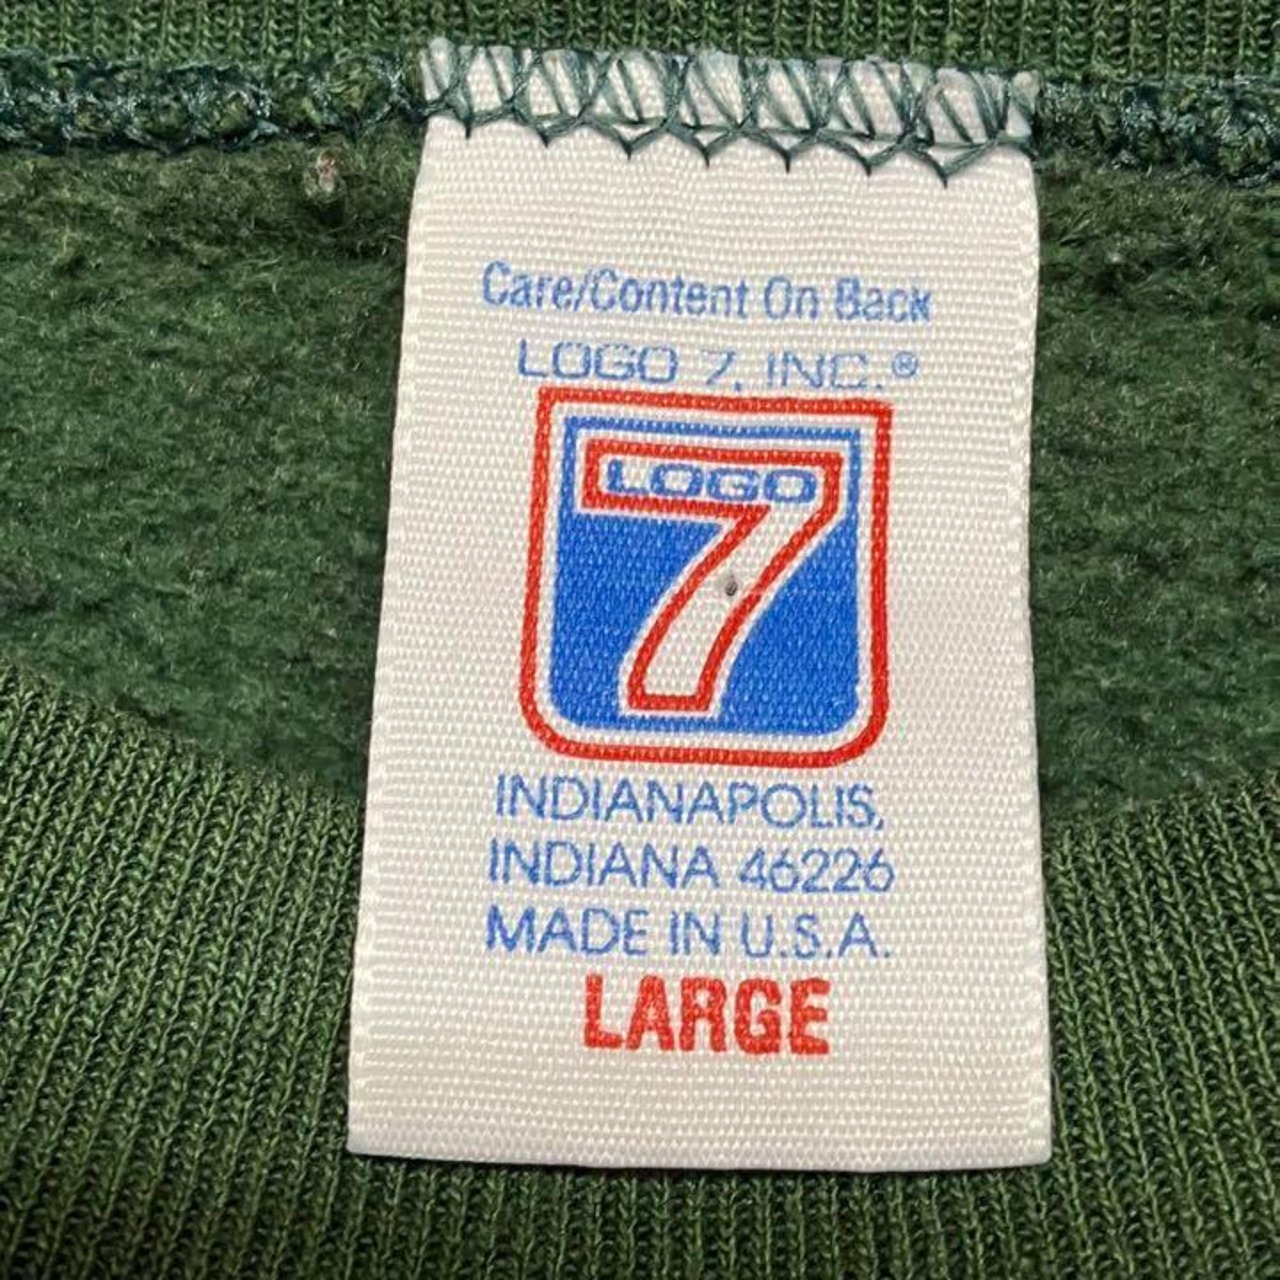 Care/Content On Back
LOGO 7, INC.®
LOGO
7
INDIANAPOLIS,
INDIANA 46226
MADE IN U.S.A.
LARGE